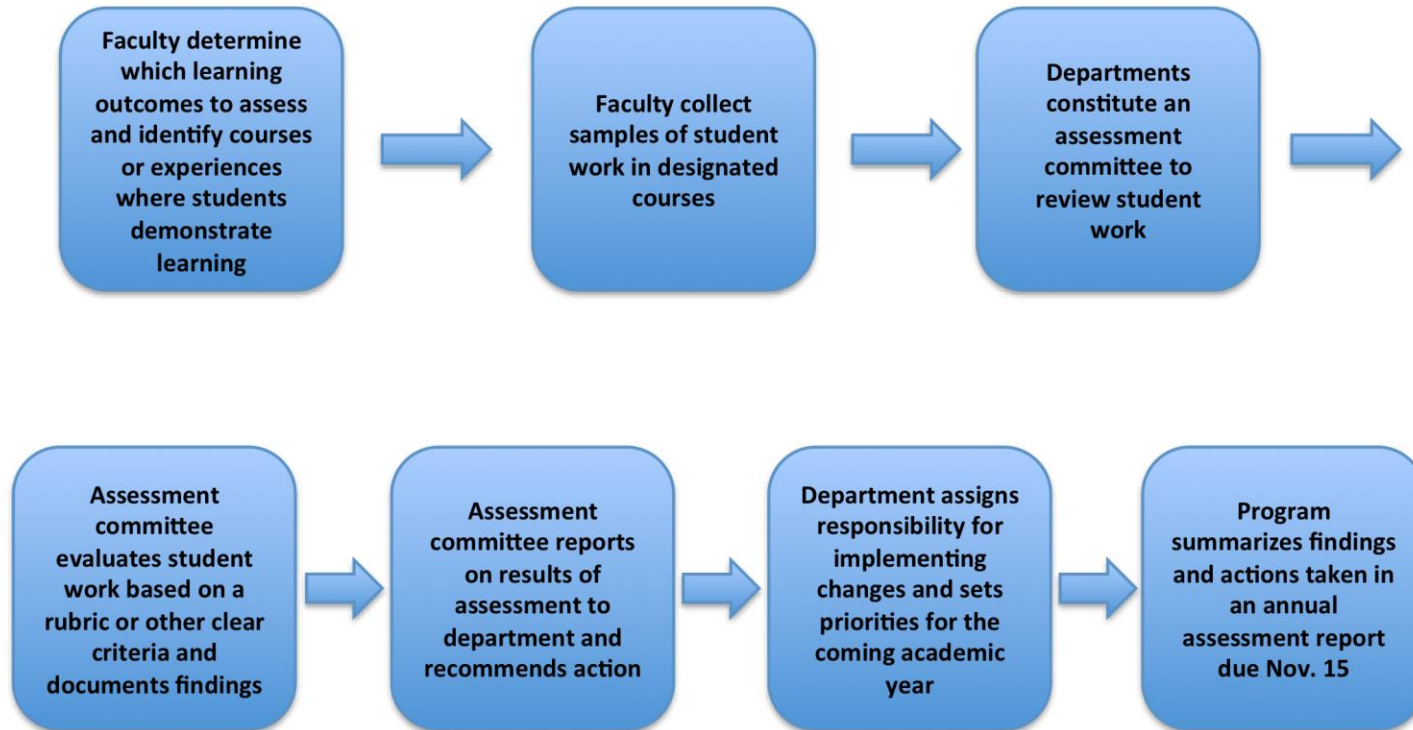 Faculty determine
which learning
outcomes to assess
and identify courses
or experiences
where students
demonstrate
learning
Faculty collect
samples of student
work in designated
courses
Departments
constitute an
assessment
committee to
review student
work
Assessment
committee
evaluates student
work based on a
rubric or other clear
criteria and
documents findings
Assessment
committee reports
on results of
assessment to
department and
recommends action
Department assigns
responsibility for
implementing
changes and sets
priorities for the
coming academic
year
Program
summarizes findings
and actions taken in
an annual
assessment report
due Nov. 15